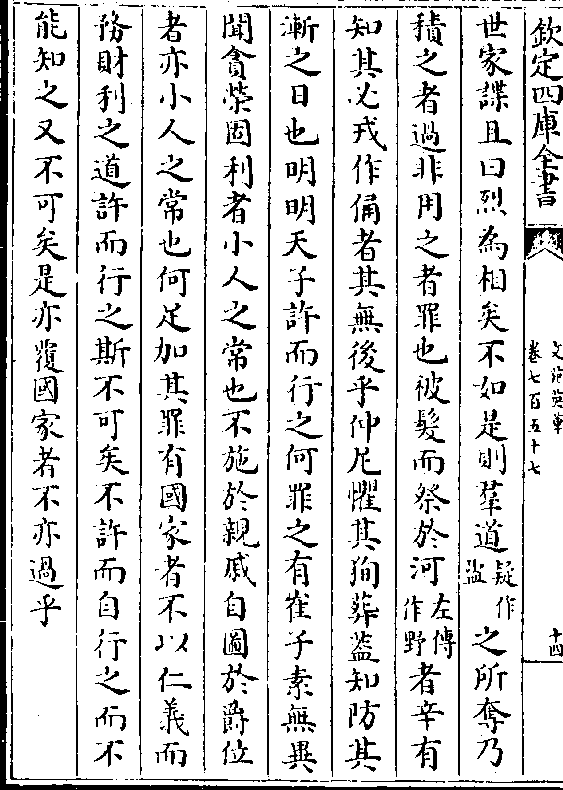 欽定四庫全書
文苑英華
卷七百五十七
十四
世家諜且曰烈為相矣不如是則羣道疑作盜之所奪乃
積之者過非用之者罪也被髮而祭於河左傳作野者辛有
知其必戎作俑者其無後乎仲尼懼其狥葬葢知防其
漸之日也明明天子許而行之何罪之有崔子素無異
聞貪榮固利者小人之常也不施於親戚自圖於爵位
者亦小人之常也何足加其罪有國家者不以仁義而
務財利之道許而行之斯不可矣不許而自行之而不
能知之又不可矣是亦覆國家者不亦過乎